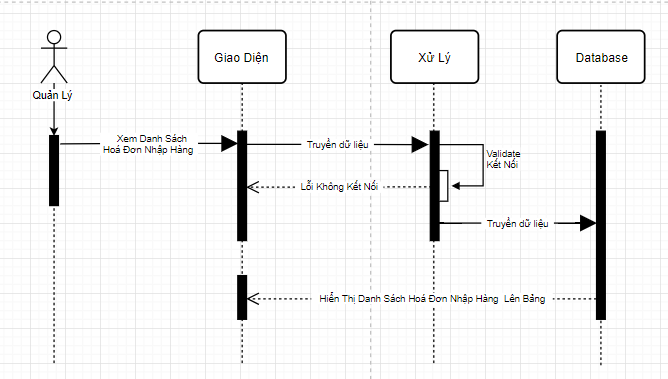 Giao Diện
Xử Lý
Database
Quản Lý
Xem Danh Sách
Hoá Đơn Nhập Hàng
Truyền dữ liệu
Validate
Kết Nối
Lỗi Không Kết Nối
Truyền dữ liệu
Hiển Thị Danh Sách Hoá Đơn Nhập Hàng Lên Bảng